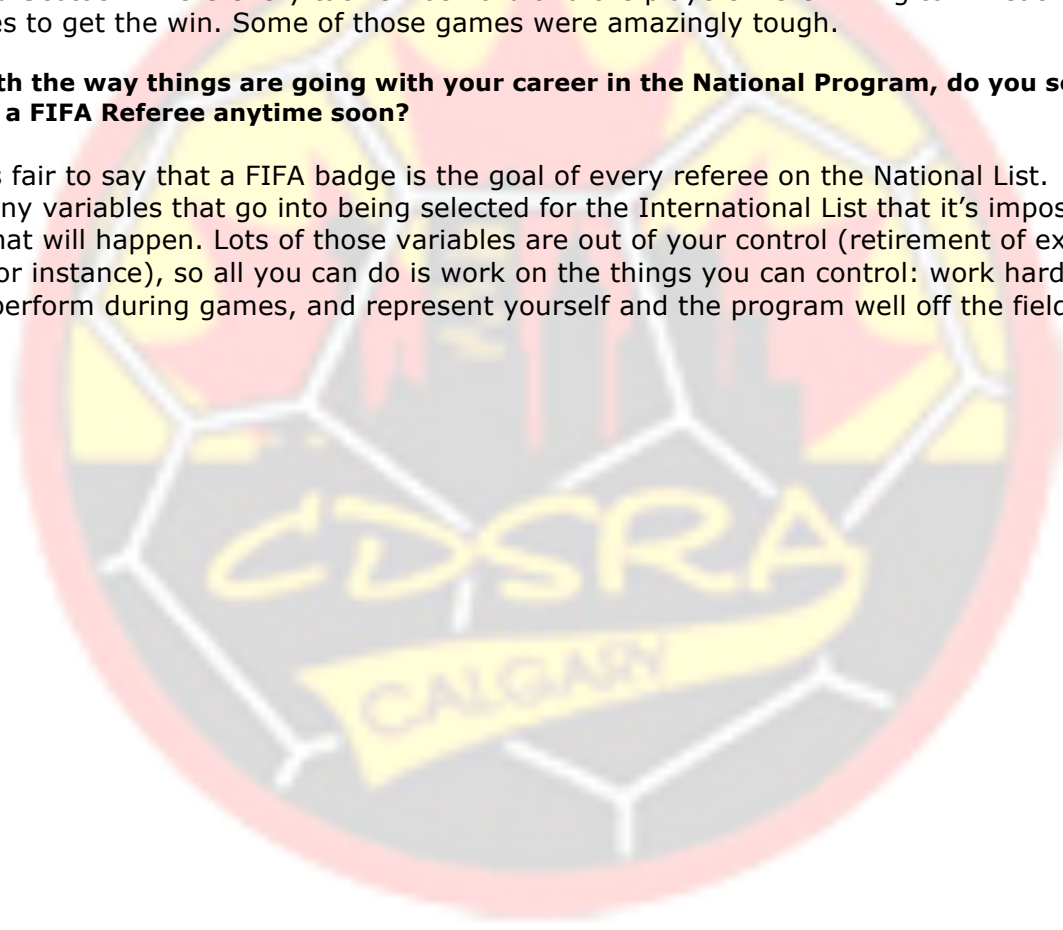 es to get the win. Some of those games were amazingly tough.
th the way things are going with your career in the National Program, do you s
a FIFA Referee anytime soon?
s fair to say that a FIFA badge is the goal of every referee on the National List.
ny variables that go into being selected for the International List that it’s impos
hat will happen. Lots of those variables are out of your control (retirement of ex
or instance), so all you can do is work on the things you can control: work hard
perform during games, and represent yourself and the program well off the field
CDSRA
CALGARY